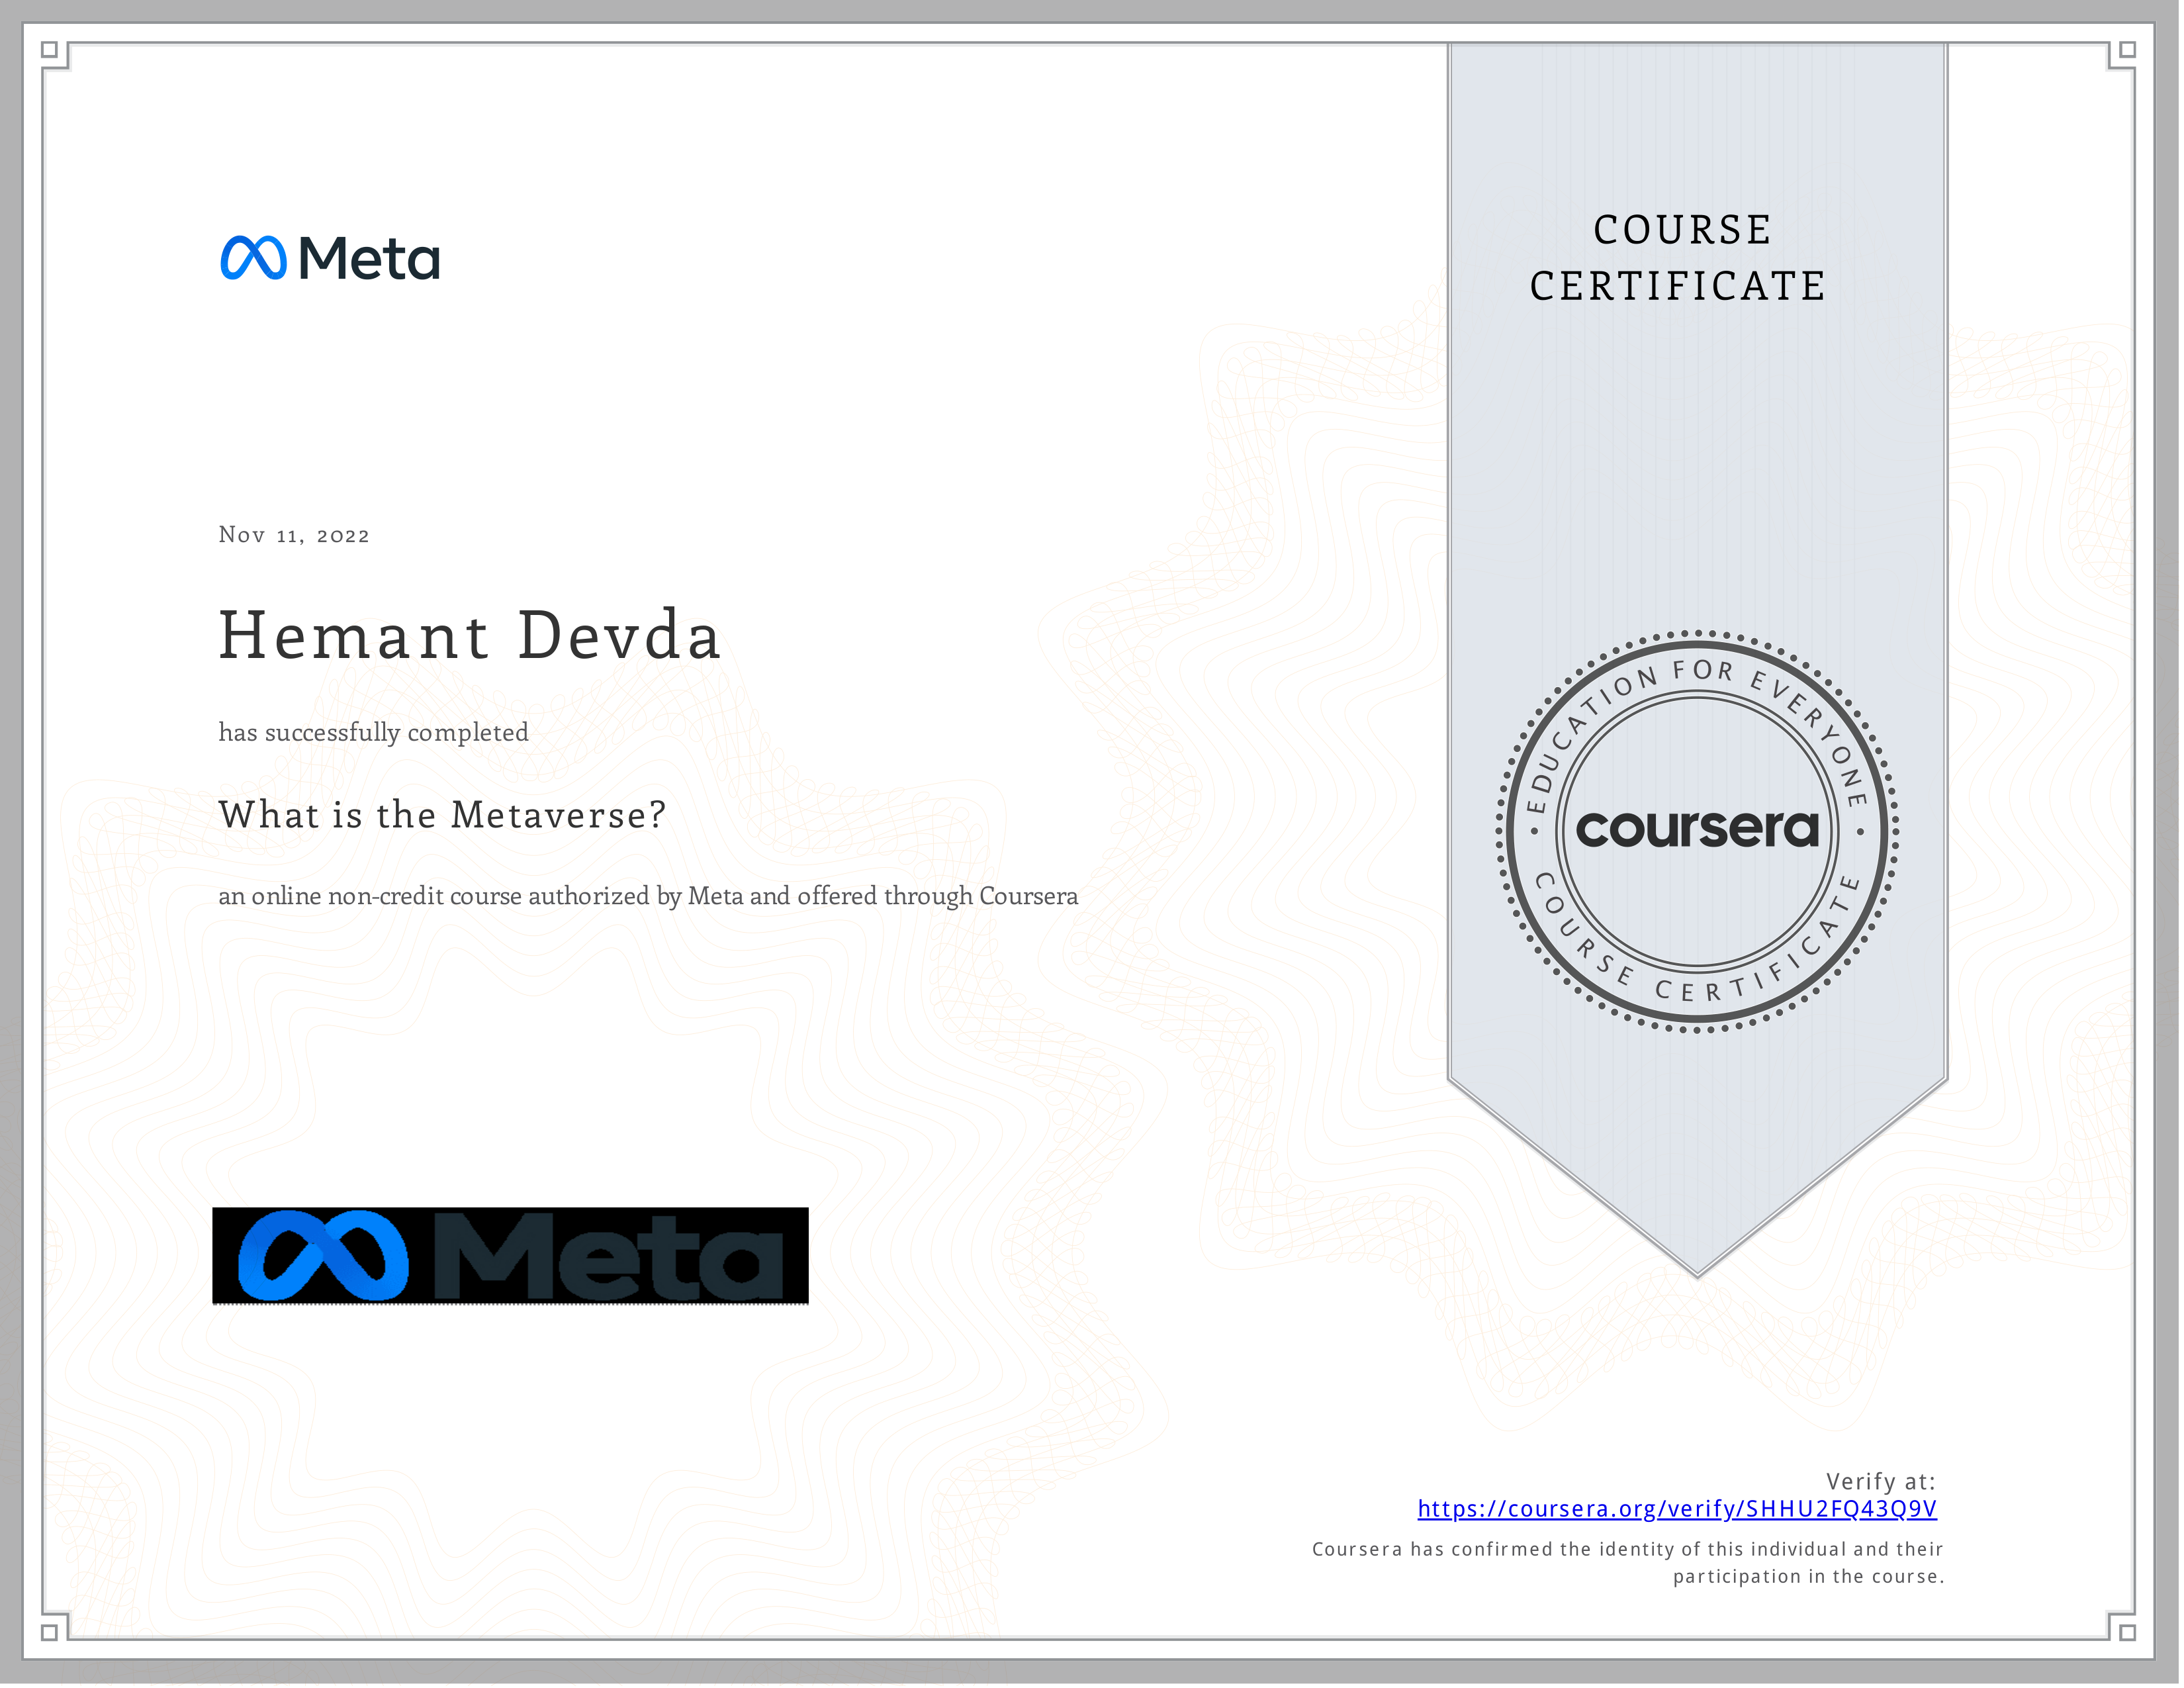 Meta
COURSE
CERTIFICATE
Nov 11, 2022
Hemant Devda
has successfully completed
What is the Metaverse?
an online non-credit course authorized by Meta and offered through Coursera
EDUCATION FOR EVERYONE
coursera
COURSE CERTIFICATE
Meta
Verify at:
https://coursera.org/verify/SHHU2FQ43Q9V
Coursera has confirmed the identity of this individual and their
participation in the course.